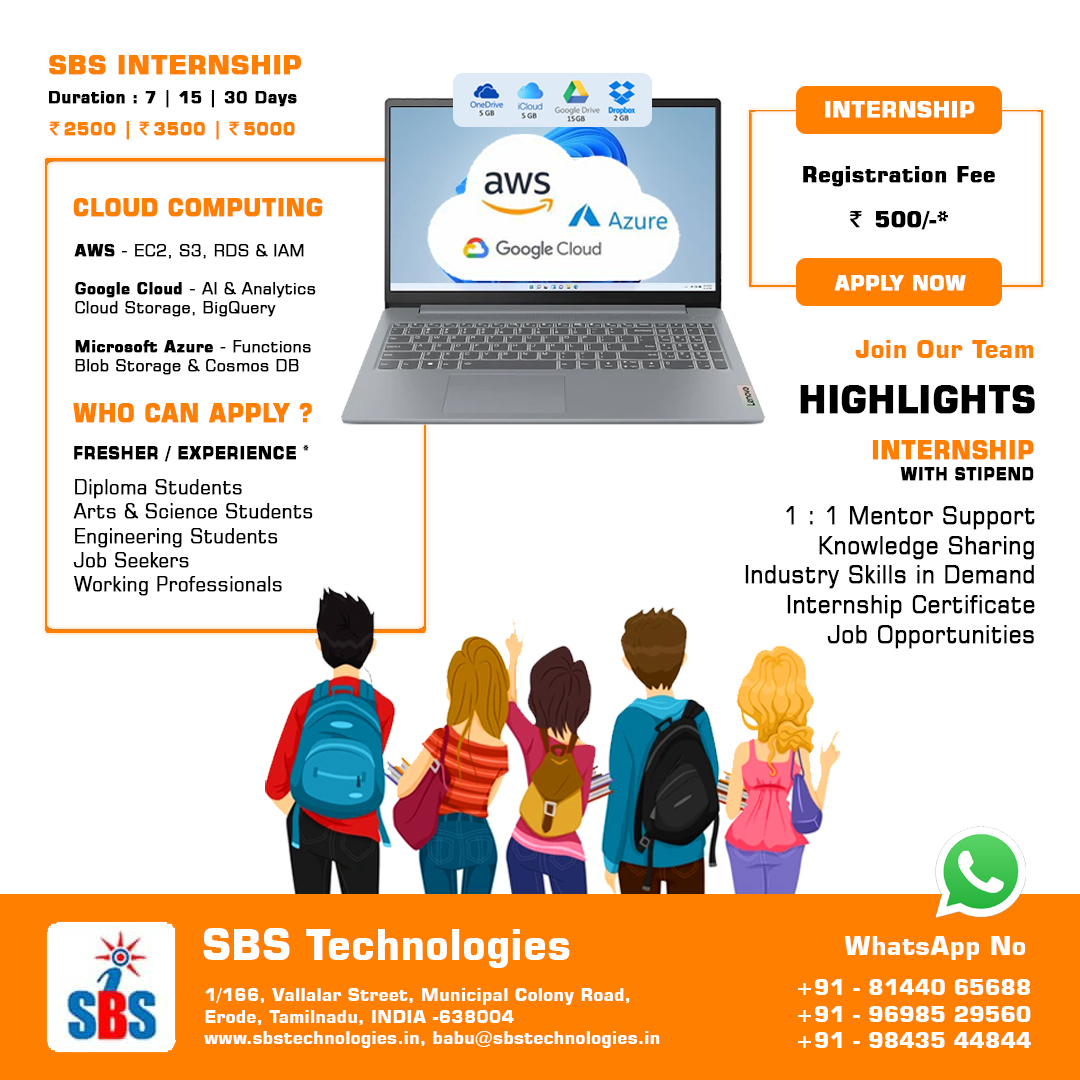 SBS INTERNSHIP
Duration : 7 | 15 | 30 Days
₹2500 | ₹3500 | ₹5000
CLOUD COMPUTING
AWS - EC2, S3, RDS & IAM
Google Cloud - AI & Analytics
Cloud Storage, BigQuery
Microsoft Azure - Functions
Blob Storage & Cosmos DB
WHO CAN APPLY ?
FRESHER / EXPERIENCE *
Diploma Students
Arts & Science Students
Engineering Students
Job Seekers
Working Professionals
OneDrive
5 GB
iCloud
5 GB
Google Drive
15GB
Dropbox
2 GB
aws
Azure
Google Cloud
Lenovo
INTERNSHIP
Registration Fee
₹ 500/-*
APPLY NOW
Join Our Team
HIGHLIGHTS
INTERNSHIP
WITH STIPEND
1 : 1 Mentor Support
Knowledge Sharing
Industry Skills in Demand
Internship Certificate
Job Opportunities
SBS
SBS Technologies
1/166, Vallalar Street, Municipal Colony Road,
Erode, Tamilnadu, INDIA -638004
www.sbstechnologies.in, babu@sbstechnologies.in
WhatsApp No
+91 - 81440 65688
+91 - 96985 29560
+91 - 98435 44844